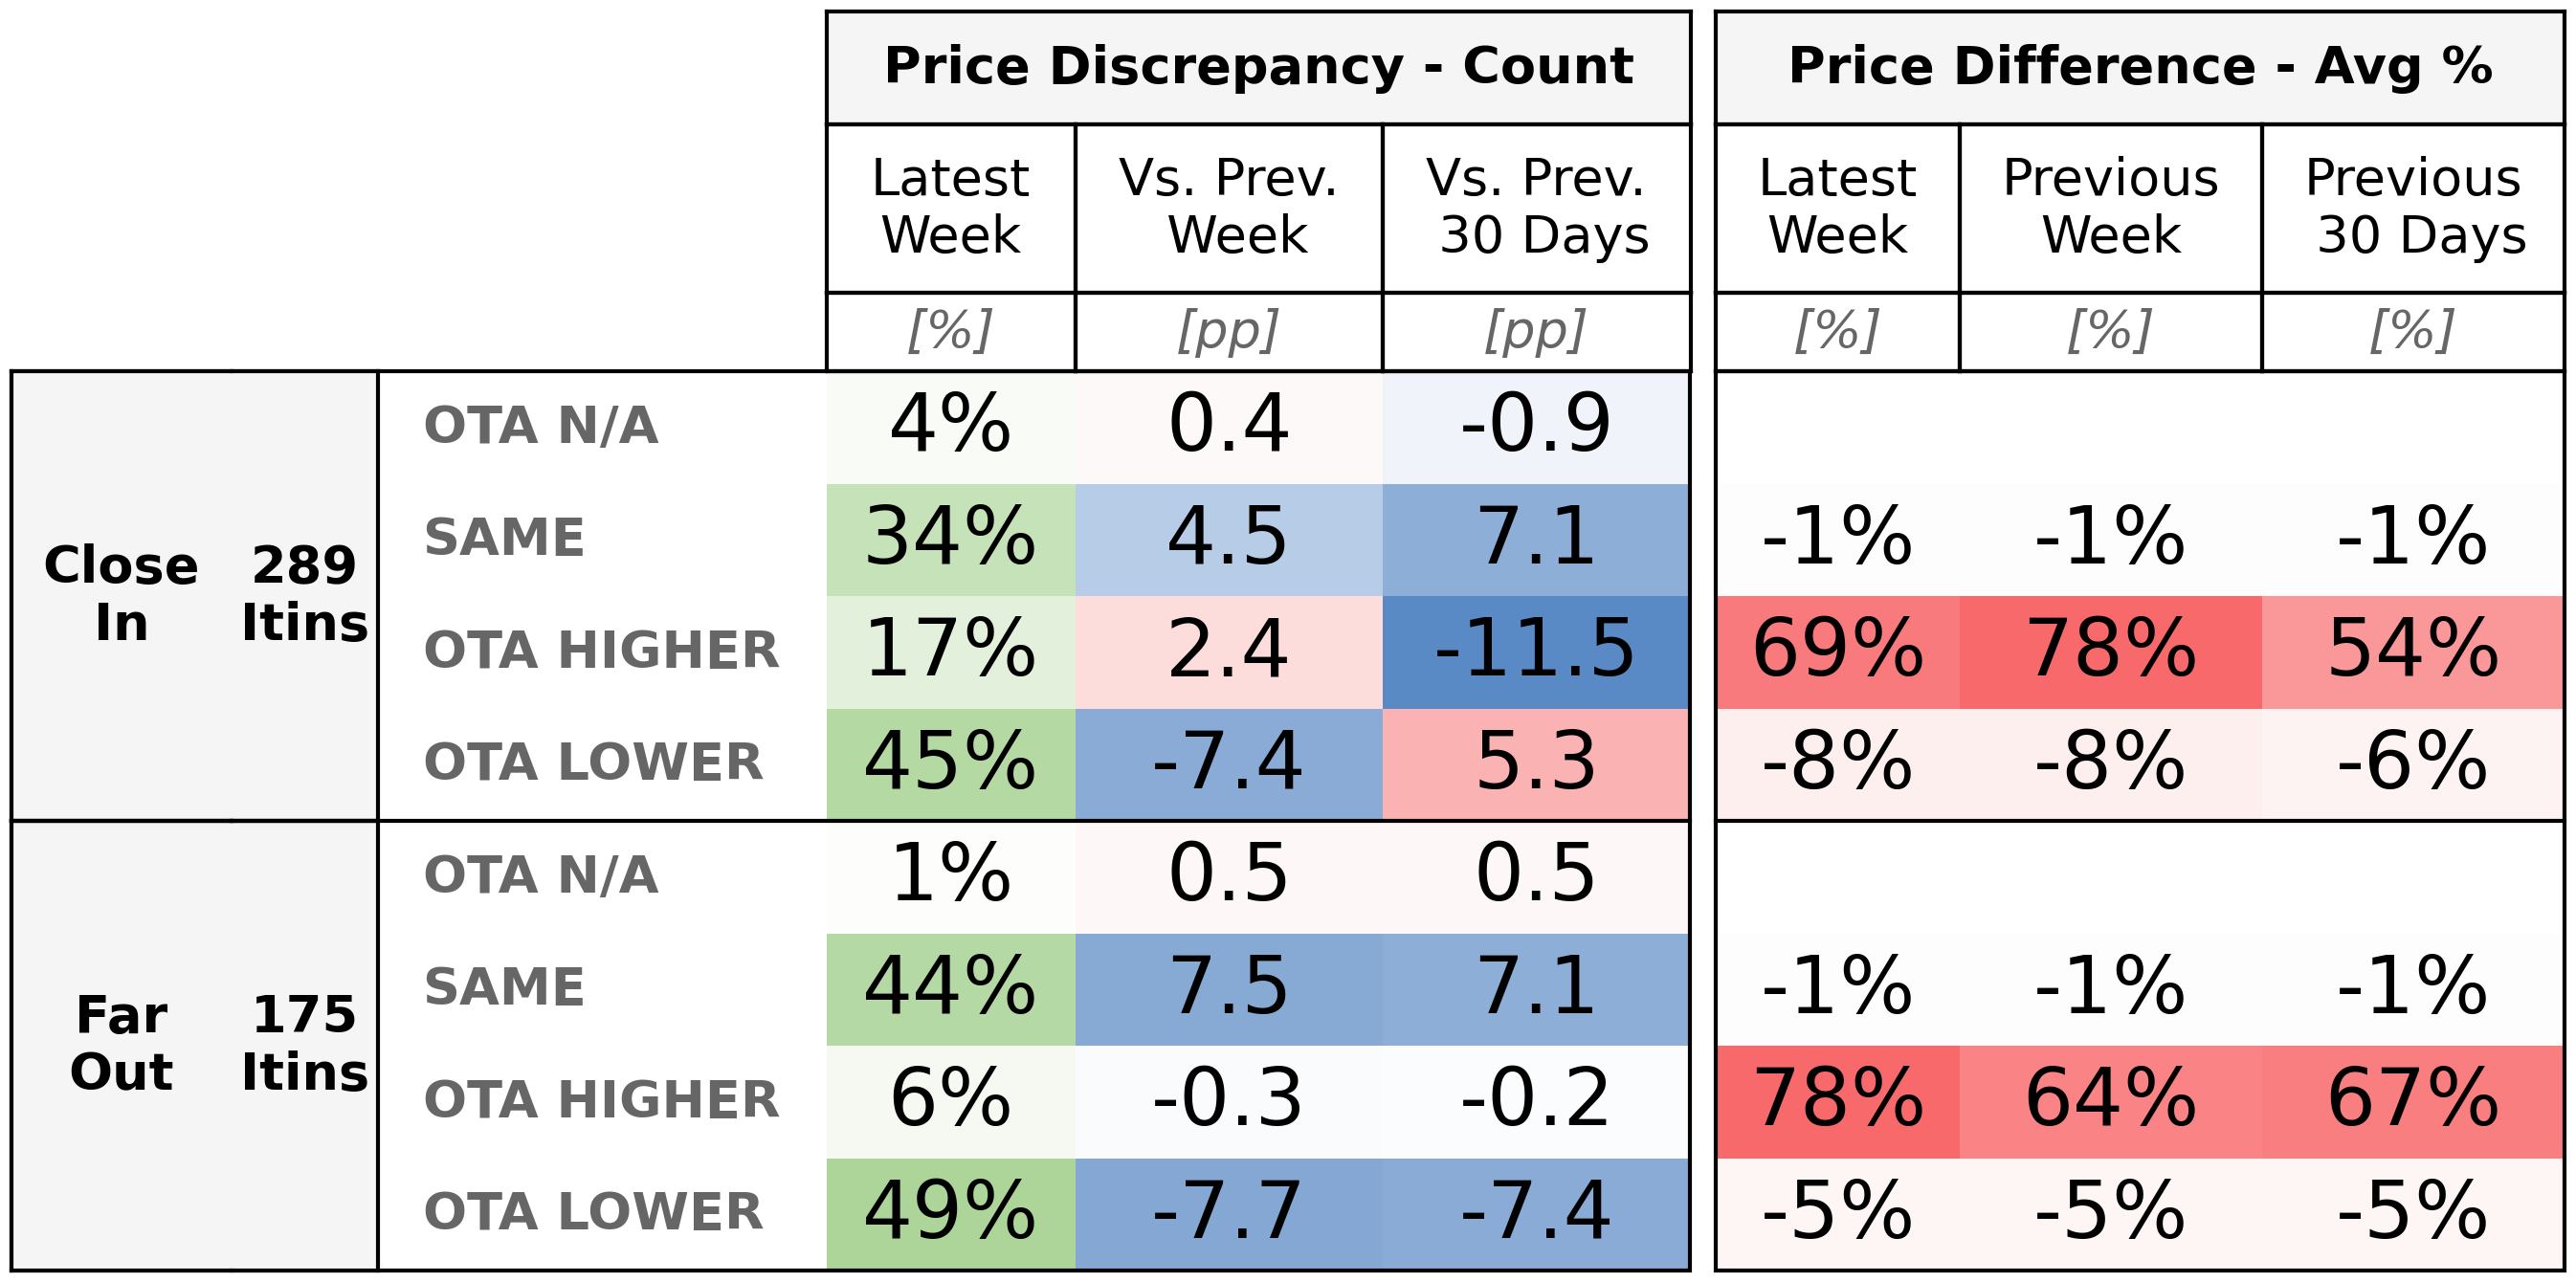 Price Discrepancy - Count Price Difference - Avg %
Latest Week Vs. Prev. Week Vs. Prev. 30 Days Latest Week Previous Week Previous 30 Days
[%] [pp] [pp] [%] [%] [%]
Close In 289 Itins
OTA N/A 4% 0.4 -0.9
SAME 34% 4.5 7.1 -1% -1% -1%
OTA HIGHER 17% 2.4 -11.5 69% 78% 54%
OTA LOWER 45% -7.4 5.3 -8% -8% -6%
Far Out 175 Itins
OTA N/A 1% 0.5 0.5
SAME 44% 7.5 7.1 -1% -1% -1%
OTA HIGHER 6% -0.3 -0.2 78% 64% 67%
OTA LOWER 49% -7.7 -7.4 -5% -5% -5%